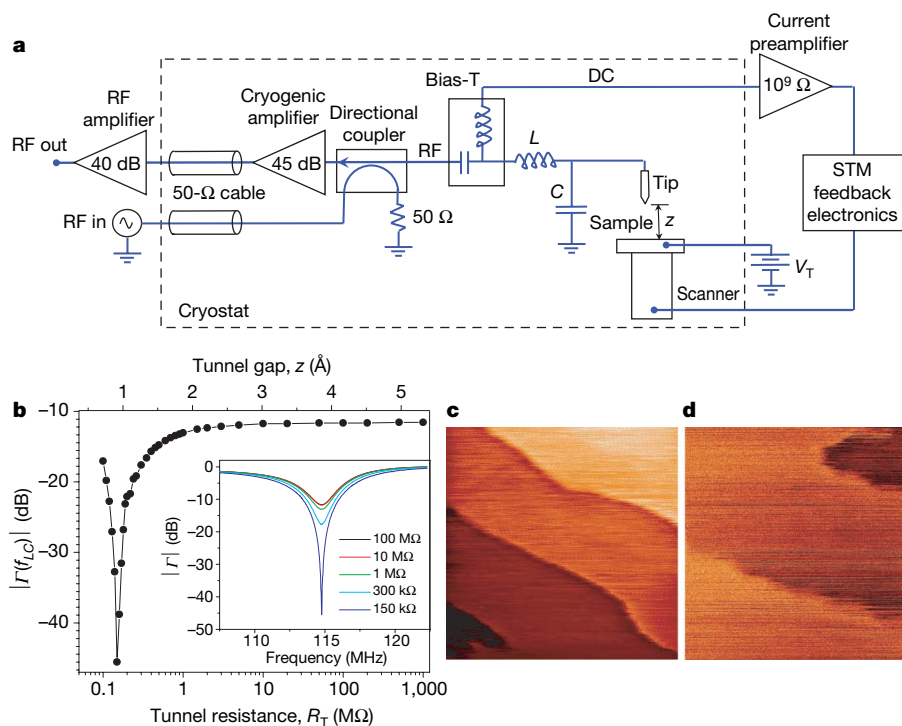 a
Current
preamplifier
Bias-T
DC
10⁹ Ω
RF
amplifier
Cryogenic
amplifier
Directional
coupler
RF out
40 dB
45 dB
RF
L
Tip
STM
feedback
electronics
50-Ω cable
C
z
RF in
50 Ω
Sample
V_T
Scanner
Cryostat
Tunnel gap, z (Å)
b
1 2 3 4 5
c
d
−10
−20
−30
−40
|Γ(f_LC)| (dB)
0
−10
−20
−30
−40
−50
|Γ| (dB)
100 MΩ
10 MΩ
1 MΩ
300 kΩ
150 kΩ
110 115 120
Frequency (MHz)
0.1 1 10 100 1,000
Tunnel resistance, R_T (MΩ)